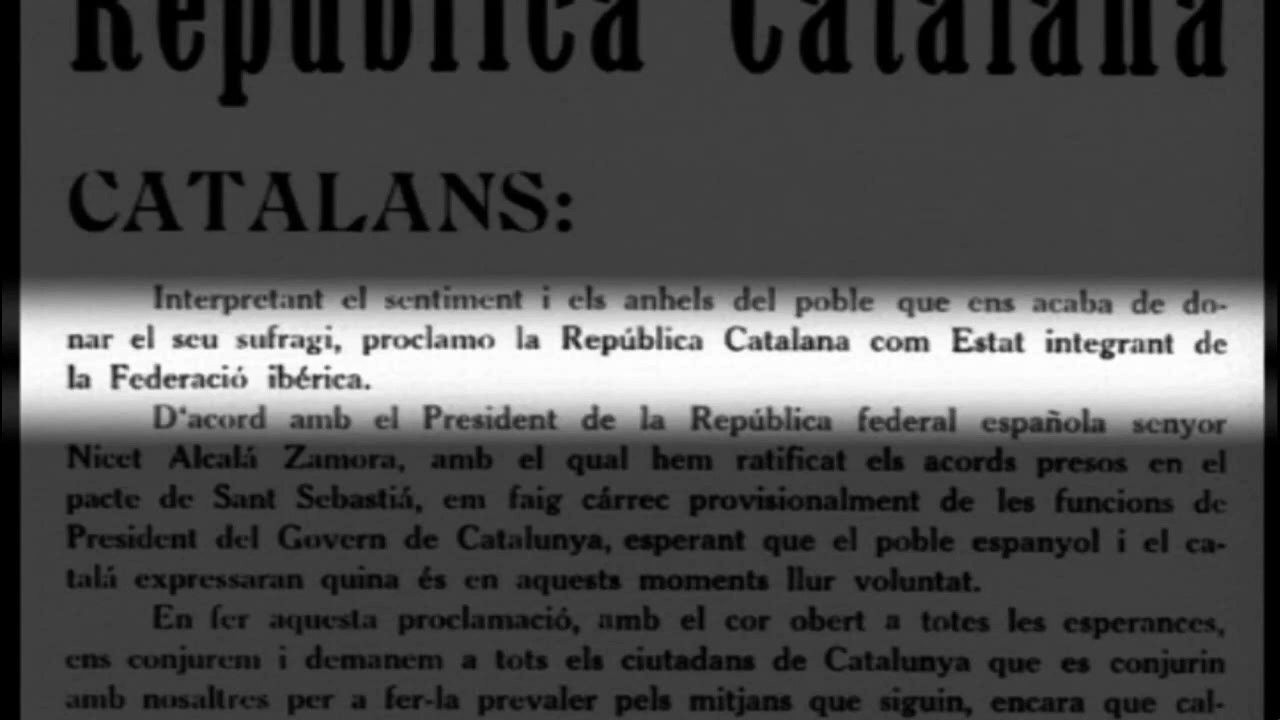 República Catalana
CATALANS:
Interpretant el sentiment i els anhels del poble que ens acaba de do-
nar el seu sufragi, proclamo la República Catalana com Estat integrant de
la Federació ibérica.
D'acord amb el President de la República federal española senyor
Nicet Alcalá Zamora, amb el qual hem ratificat els acords presos en el
pacte de Sant Sebastiá, em faig cárrec provisionalment de les funcions de
President del Govern de Catalunya, esperant que el poble espanyol i el ca-
talá expressaran quina és en aquests moments llur voluntat.
En fer aquesta proclamació, amb el cor obert a totes les esperances,
ens conjurem i demanem a tots els ciutadans de Catalunya que es conjurin
amb nosaltres per a fer-la prevaler pels mitjans que siguin, encara que cal-